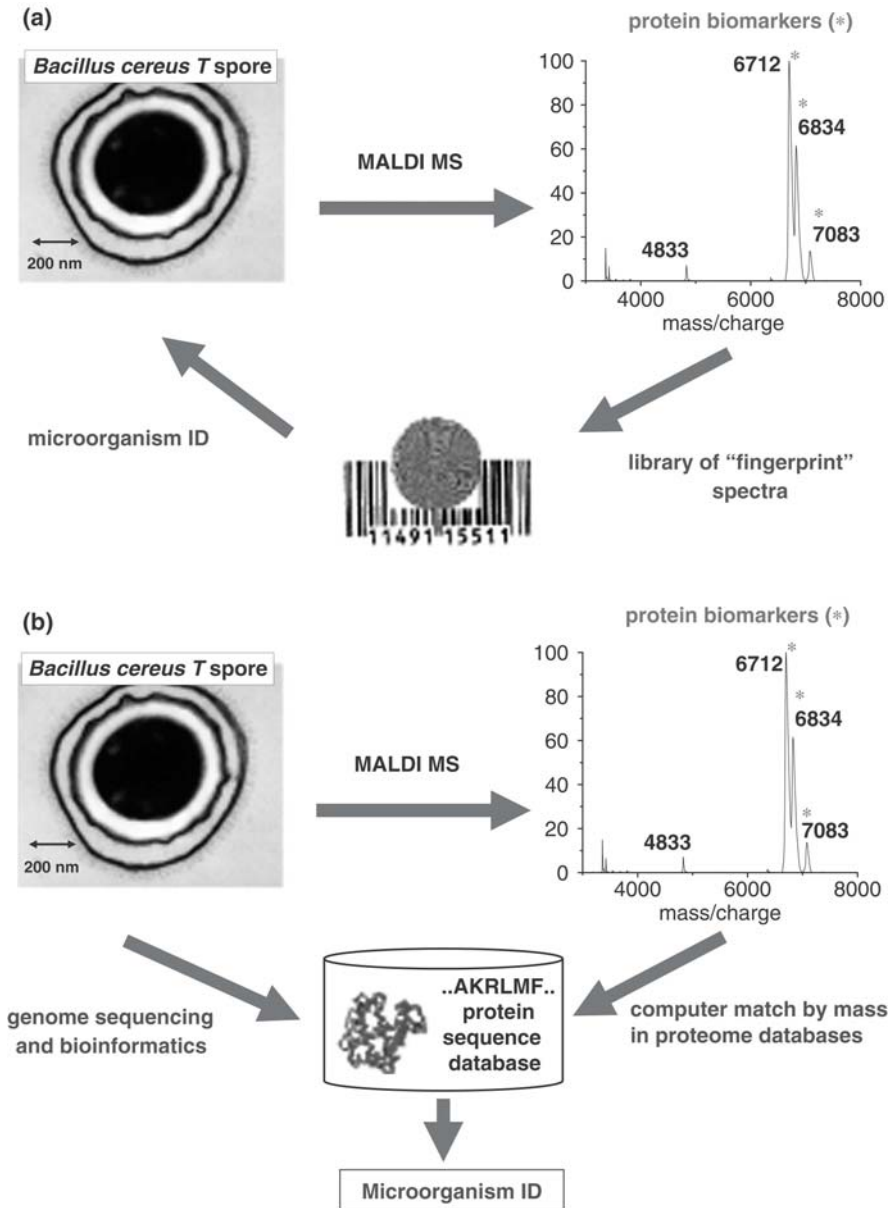 (a)
Bacillus cereus T spore
200 nm
MALDI MS
protein biomarkers (*)
100
80
60
40
20
0
6712 *
*
6834
*
7083
4833
4000 6000 8000
mass/charge
microorganism ID
library of “fingerprint”
spectra
11491 15511
(b)
Bacillus cereus T spore
200 nm
MALDI MS
protein biomarkers (*)
100
80
60
40
20
0
6712 *
*
6834
*
7083
4833
4000 6000 8000
mass/charge
genome sequencing
and bioinformatics
..AKRLMF..
protein
sequence
database
computer match by mass
in proteome databases
Microorganism ID